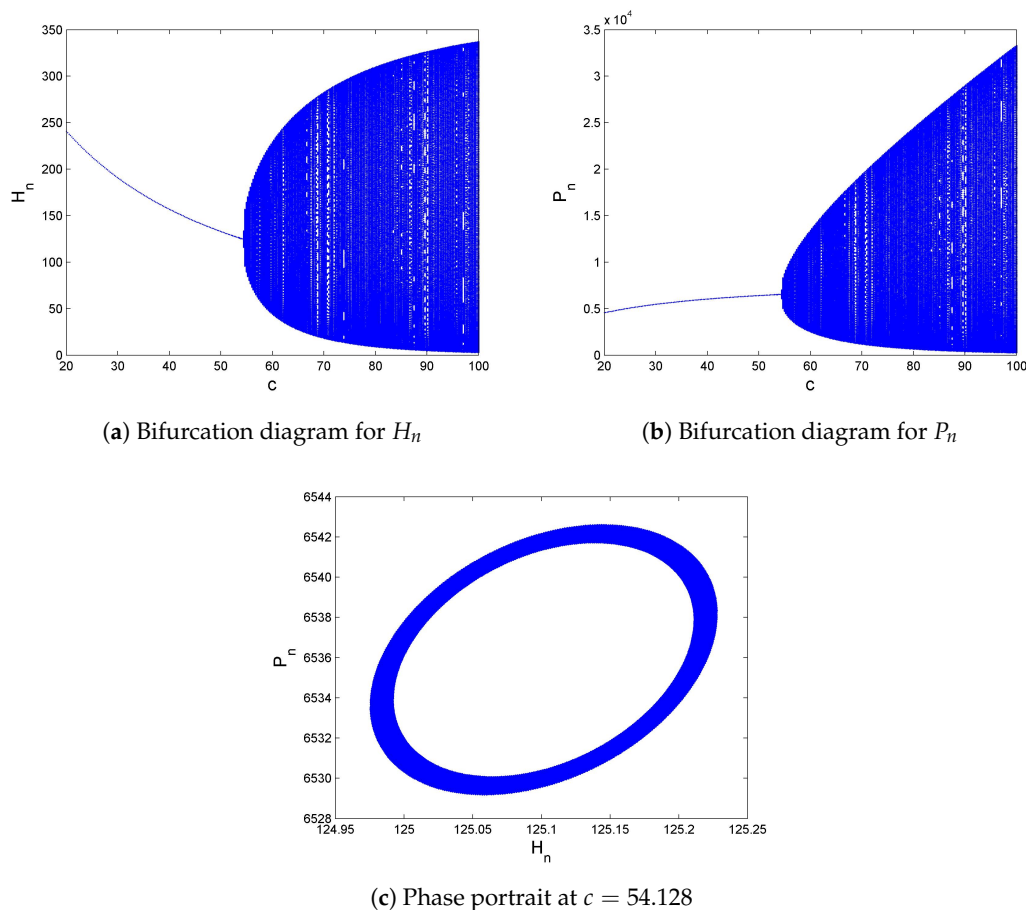 350
300
250
200
150
100
50
0
H_n
20 30 40 50 60 70 80 90 100
c
x 10^4
3.5
3
2.5
2
1.5
1
0.5
0
P_n
20 30 40 50 60 70 80 90 100
c
(a) Bifurcation diagram for H_n
(b) Bifurcation diagram for P_n
6544
6542
6540
6538
6536
6534
6532
6530
6528
P_n
124.95 125 125.05 125.1 125.15 125.2 125.25
H_n
(c) Phase portrait at c = 54.128